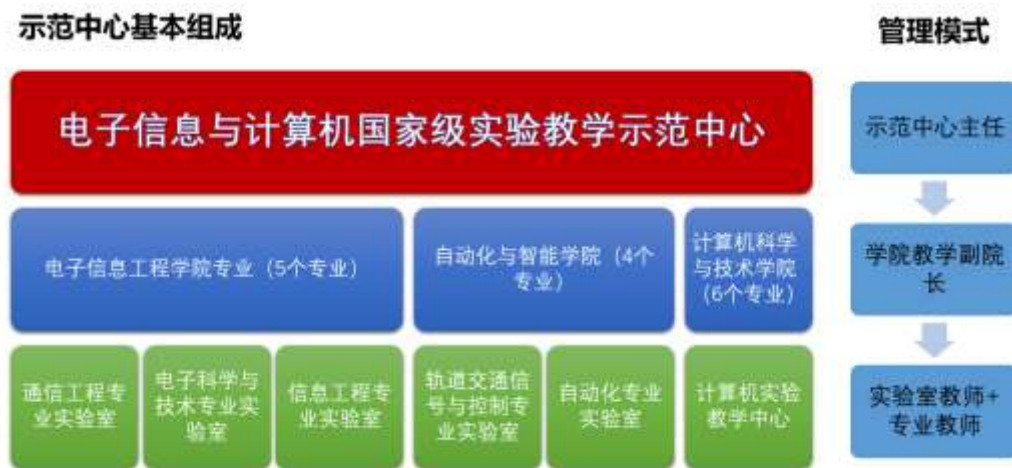 示范中心基本组成
管理模式
电子信息与计算机国家级实验教学示范中心
示范中心主任
电子信息工程学院专业（5个专业）
自动化与智能学院（4个
专业）
计算机科学
与技术学院
（6个专业）
学院教学副院
长
通信工程专
业实验室
电子科学与
技术专业实
验室
信息工程专
业实验室
轨道交通信
号与控制专
业实验室
自动化专业
实验室
计算机实验
教学中心
实验室教师+
专业教师